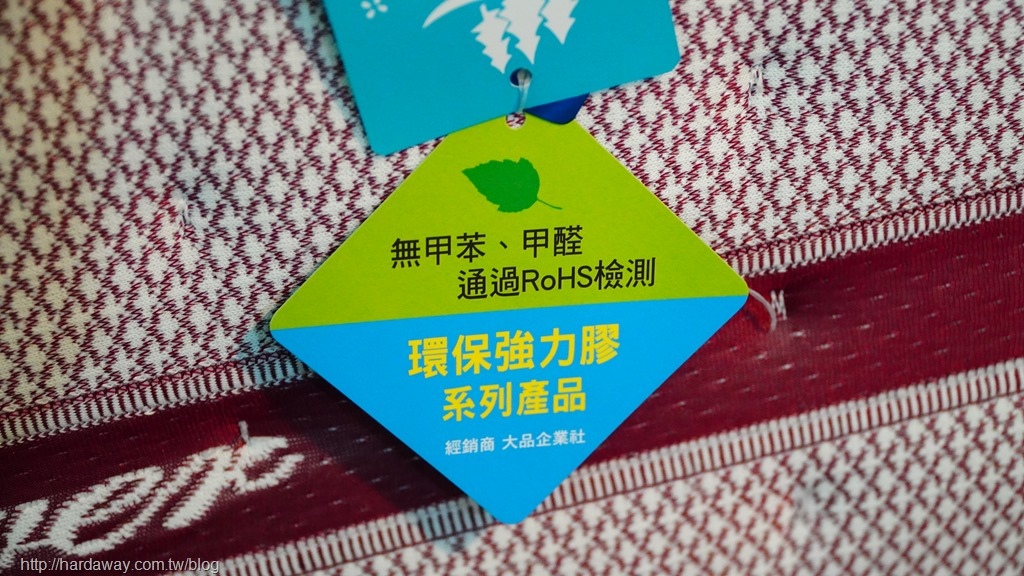 無甲苯、甲醛
通過RoHS檢測
環保強力膠
系列產品
經銷商 大品企業社
http://hardaway.com.tw/blog